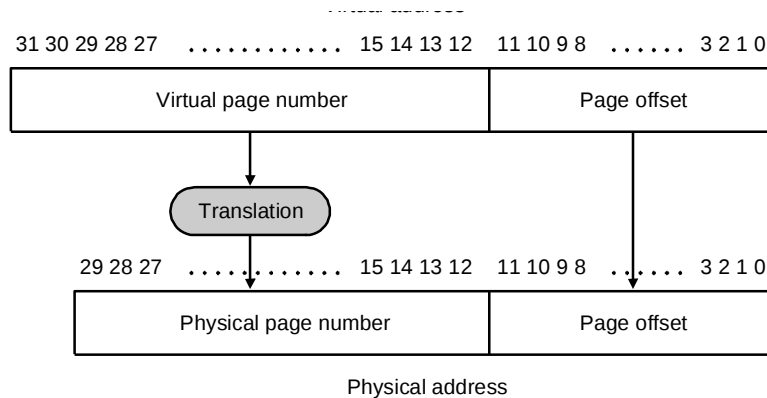 31 30 29 28 27 ............ 15 14 13 12 11 10 9 8 ...... 3 2 1 0
Virtual page number Page offset
Translation
29 28 27 ............ 15 14 13 12 11 10 9 8 ...... 3 2 1 0
Physical page number Page offset
Physical address